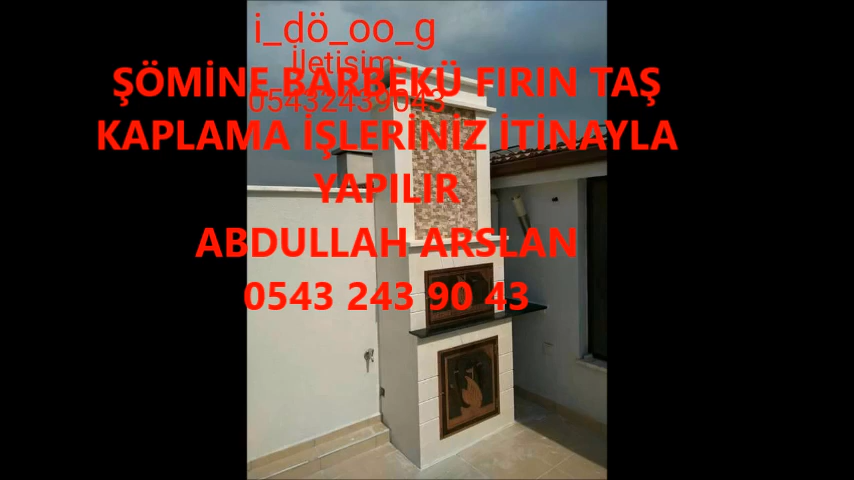 i_dö_oo_g
İletişim:
05432439043
ŞÖMİNE BARBEKÜ FIRIN TAŞ
KAPLAMA İŞLERİNİZ İTİNAYLA
YAPILIR
ABDULLAH ARSLAN
0543 243 90 43